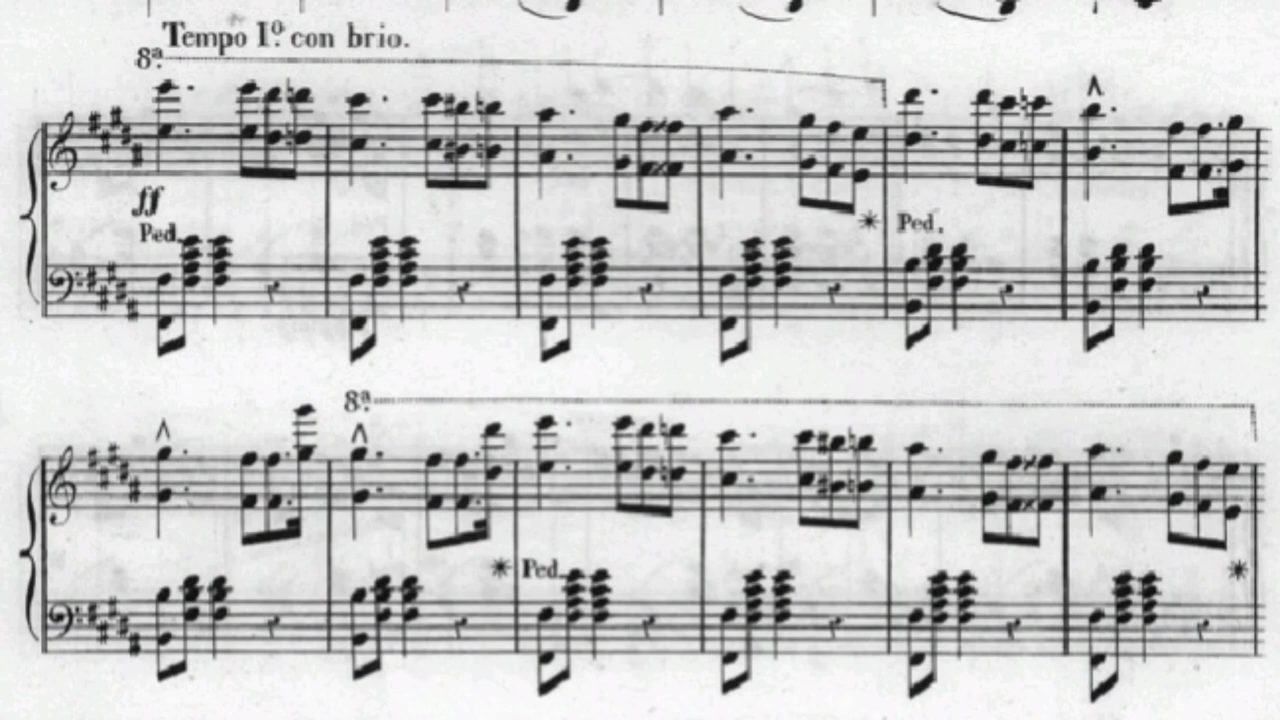 Tempo Iº. con brio.
8ª
ff
Ped.
* Ped.
8ª
* Ped.
*